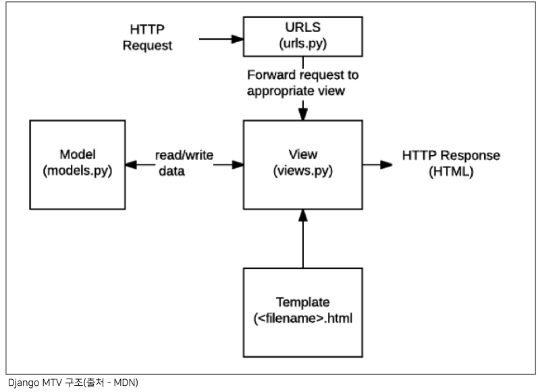 HTTP
Request
URLS
(urls.py)
Forward request to
appropriate view
Model
(models.py)
read/write
data
View
(views.py)
HTTP Response
(HTML)
Template
(<filename>.html
Django MTV 구조(출처 - MDN)